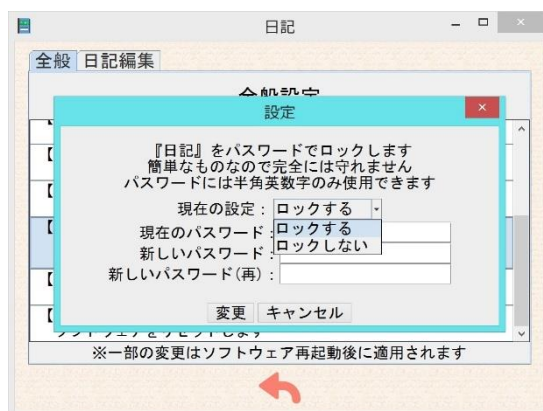 日記
全般 日記編集
設定
『日記』をパスワードでロックします
簡単なものなので完全には守れません
パスワードには半角英数字のみ使用できます
現在の設定： ロックする
ロックする
ロックしない
現在のパスワード：
新しいパスワード：
新しいパスワード(再)：
変更 キャンセル
※一部の変更はソフトウェア再起動後に適用されます